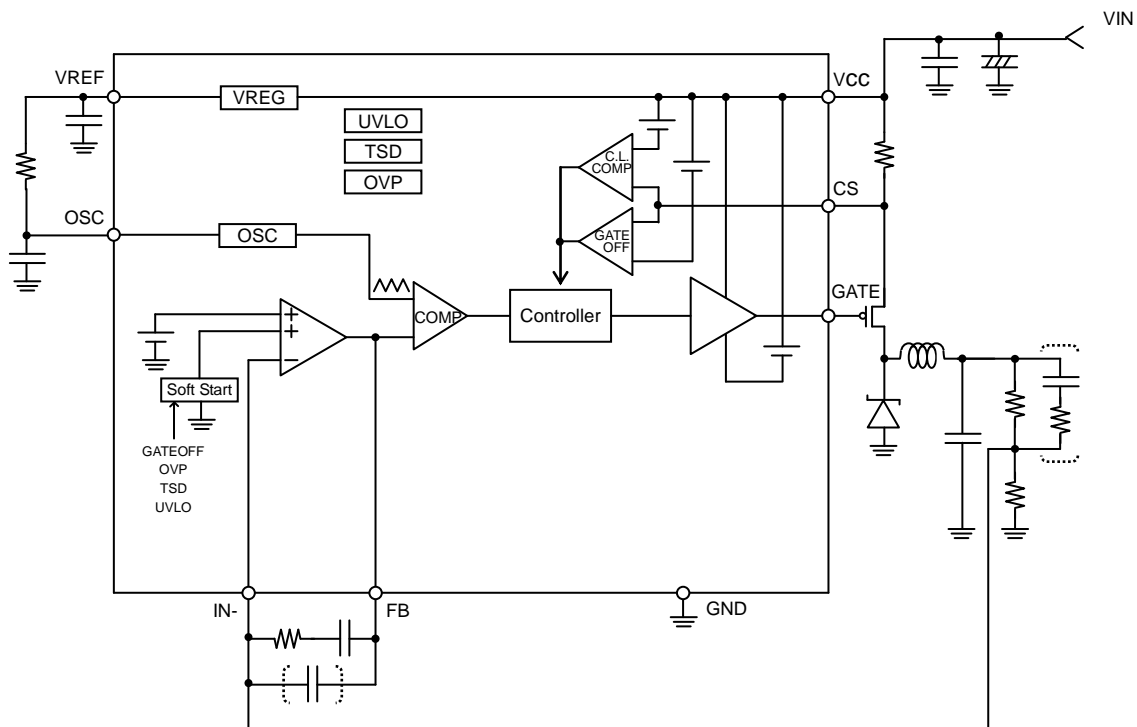 VIN
VREF
VCC
VREG
UVLO
TSD
OVP
C.L.
COMP
CS
OSC
OSC
GATE
OFF
GATE
COMP
Controller
+
+
−
Soft Start
GATEOFF
OVP
TSD
UVLO
IN-
FB
GND